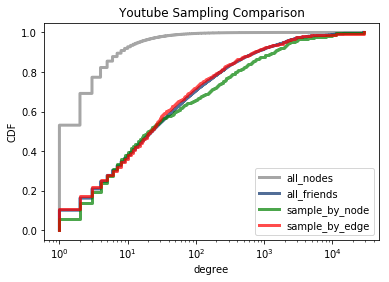 Youtube Sampling Comparison
CDF
1.0
0.8
0.6
0.4
0.2
0.0
10^0
10^1
10^2
10^3
10^4
degree
all_nodes
all_friends
sample_by_node
sample_by_edge